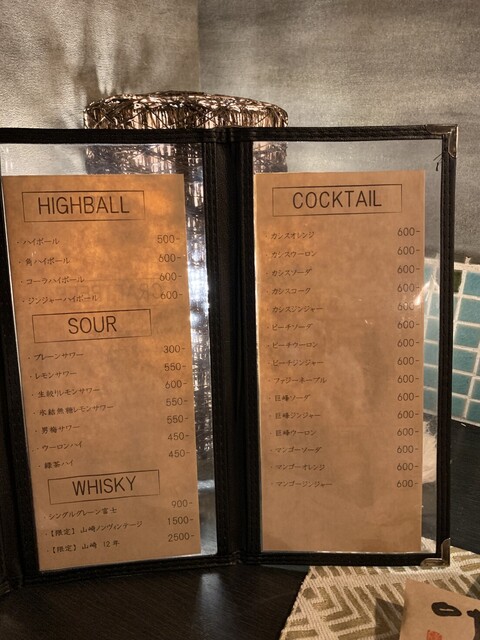 HIGHBALL
・ハイボール 500-
・角ハイボール 600-
・コーラハイボール 600-
・ジンジャーハイボール 600-
SOUR
・プレーンサワー 300-
・レモンサワー 550-
・生絞りレモンサワー 600-
・氷結無糖レモンサワー 550-
・男梅サワー 550-
・ウーロンハイ 450-
・緑茶ハイ 450-
WHISKY
・シングルグレーン富士 900-
・【限定】山崎ノンヴィンテージ 1500-
・【限定】山崎 12年 2500-
COCKTAIL
・カシスオレンジ 600-
・カシスウーロン 600-
・カシスソーダ 600-
・カシスコーク 600-
・カシスジンジャー 600-
・ピーチソーダ 600-
・ピーチウーロン 600-
・ピーチジンジャー 600-
・ファジーネーブル 600-
・巨峰ソーダ 600-
・巨峰ジンジャー 600-
・巨峰ウーロン 600-
・マンゴーソーダ 600-
・マンゴーオレンジ 600-
・マンゴージンジャー 600-